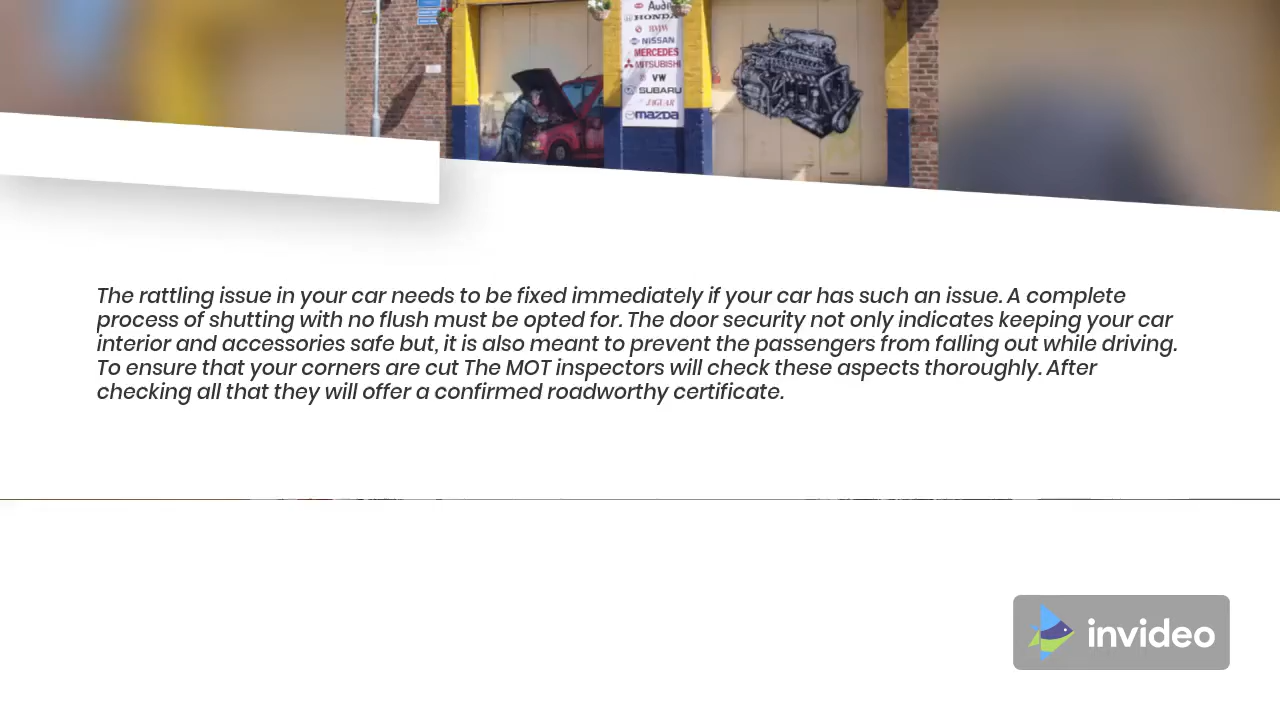 Audi
HONDA
BMW
NISSAN
MERCEDES
MITSUBISHI
VW
SUBARU
JAGUAR
mazda
The rattling issue in your car needs to be fixed immediately if your car has such an issue. A complete
process of shutting with no flush must be opted for. The door security not only indicates keeping your car
interior and accessories safe but, it is also meant to prevent the passengers from falling out while driving.
To ensure that your corners are cut The MOT inspectors will check these aspects thoroughly. After
checking all that they will offer a confirmed roadworthy certificate.
invideo